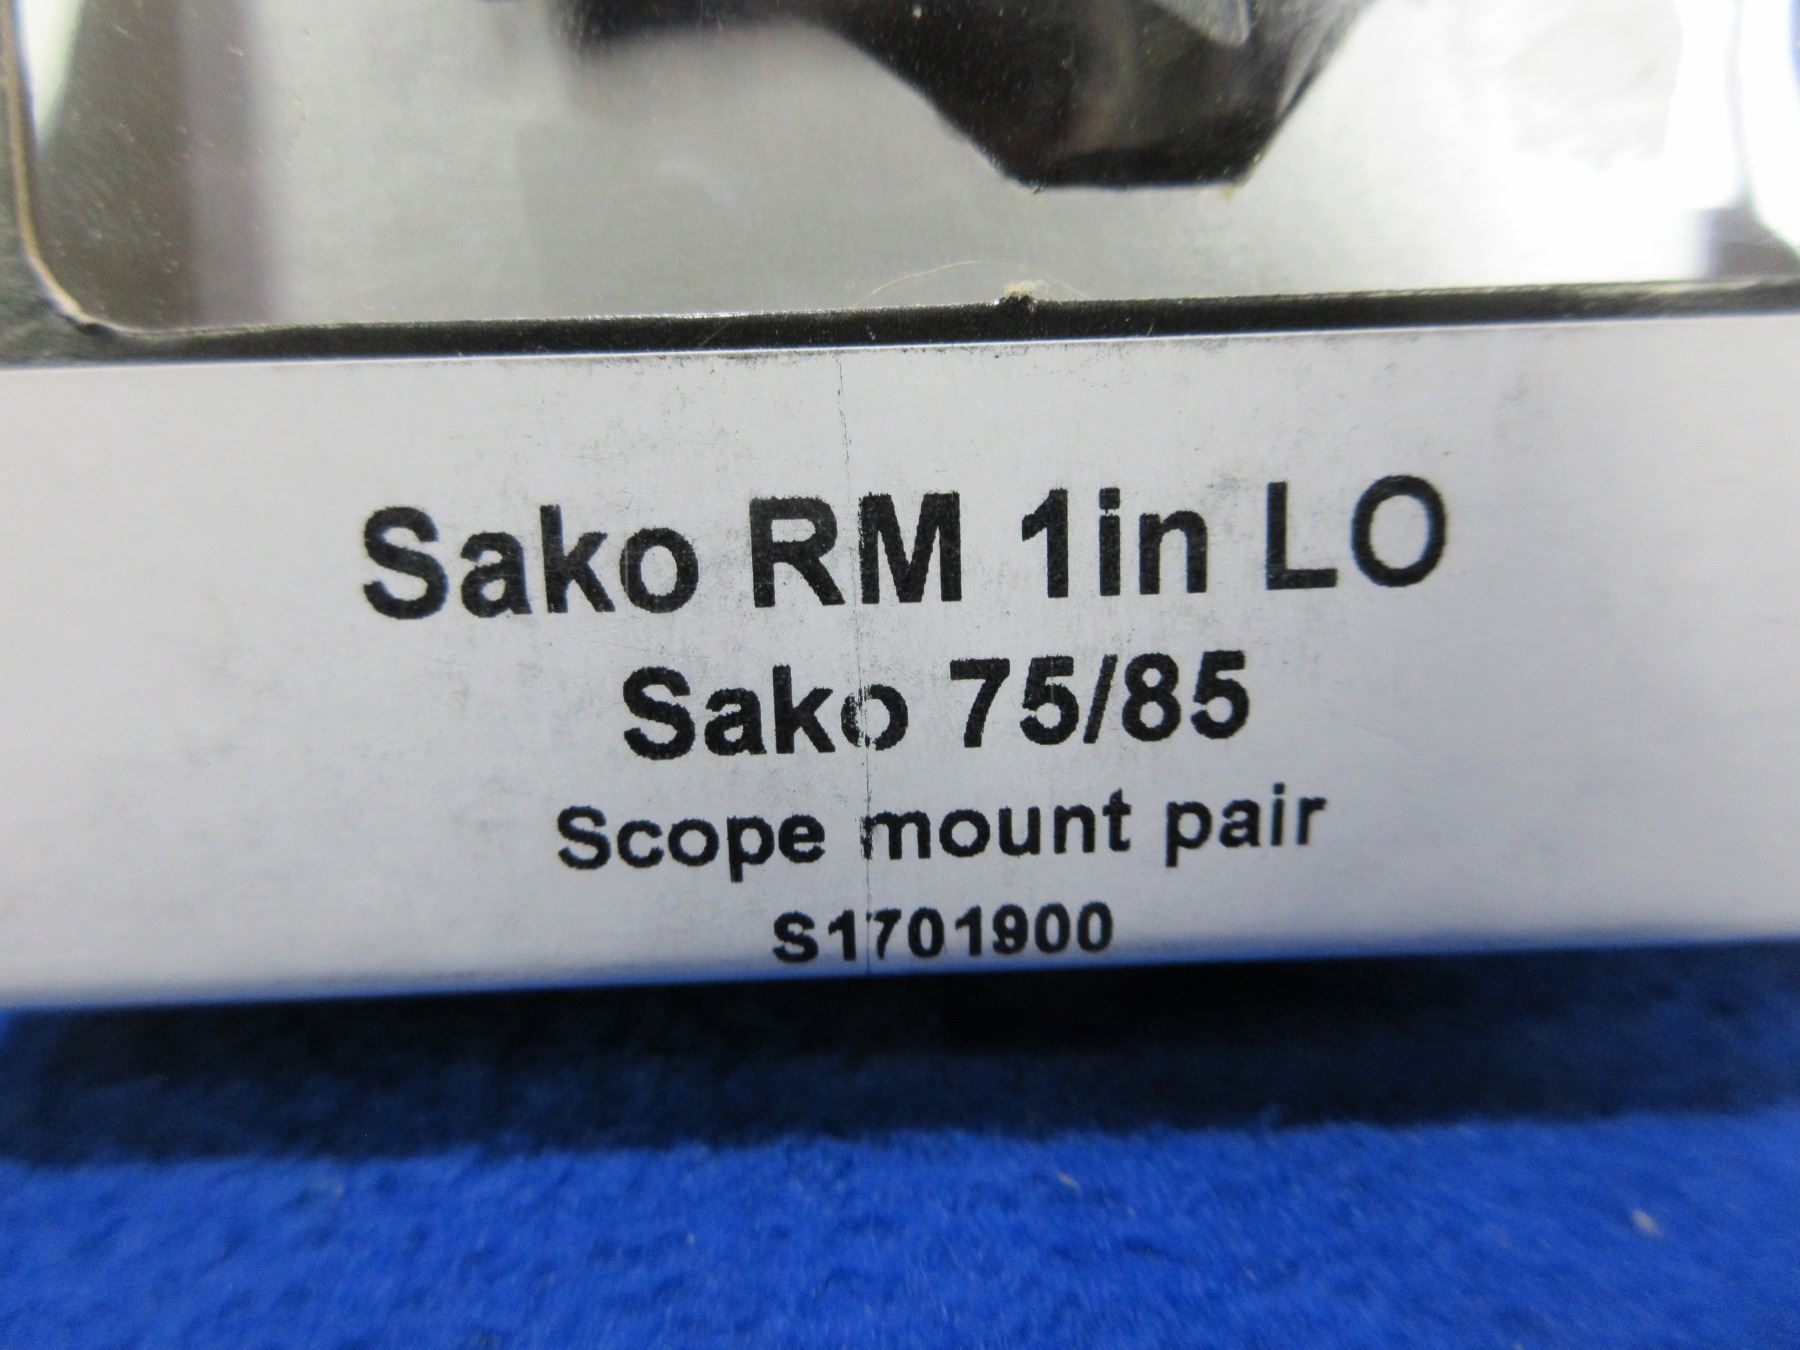 Sako RM 1in LO
Sako 75/85
Scope mount pair
S1701900